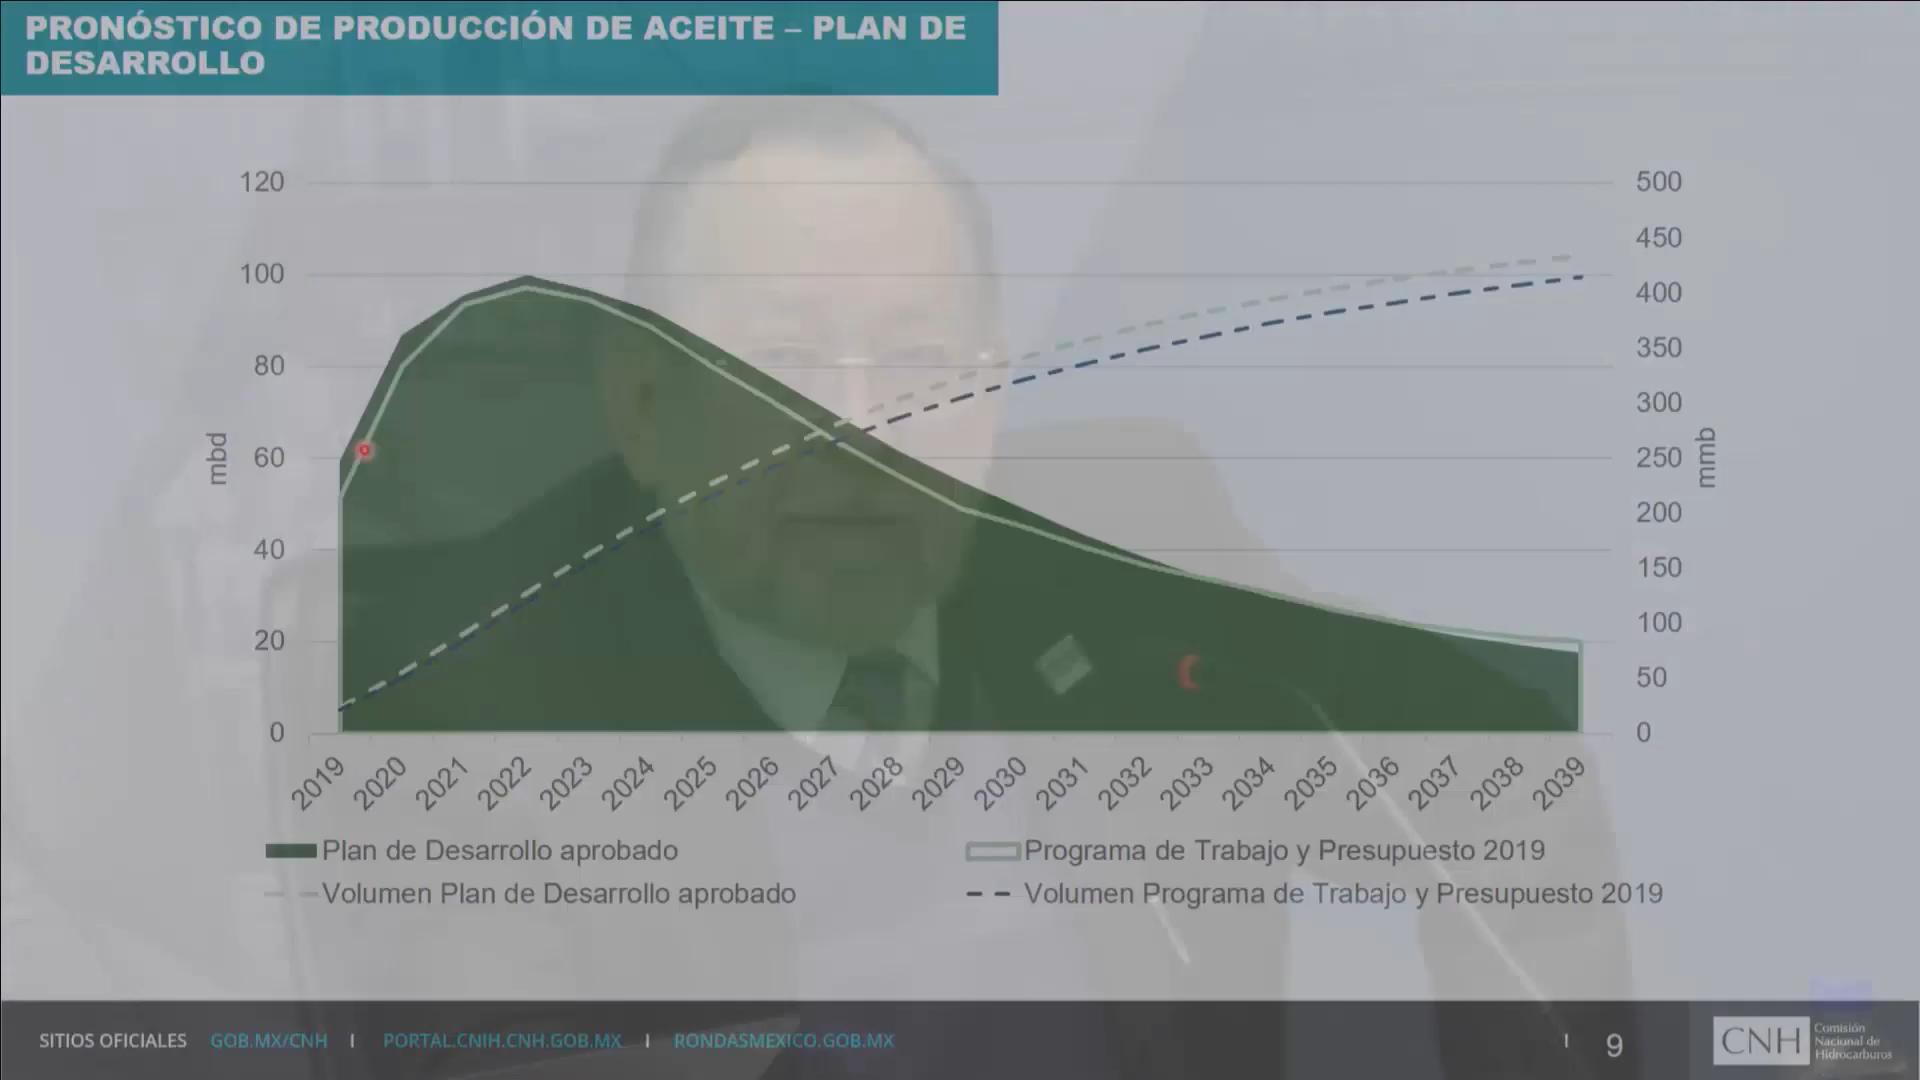 PRONÓSTICO DE PRODUCCIÓN DE ACEITE – PLAN DE
DESARROLLO
120
100
80
60
40
20
0
mbd
500
450
400
350
300
250
200
150
100
50
0
mmb
2019 2020 2021 2022 2023 2024 2025 2026 2027 2028 2029 2030 2031 2032 2033 2034 2035 2036 2037 2038 2039
Plan de Desarrollo aprobado
Programa de Trabajo y Presupuesto 2019
Volumen Plan de Desarrollo aprobado
Volumen Programa de Trabajo y Presupuesto 2019
SITIOS OFICIALES GOB.MX/CNH | PORTAL.CNIH.CNH.GOB.MX | RONDASMEXICO.GOB.MX
9
CNH
Comisión
Nacional de
Hidrocarburos